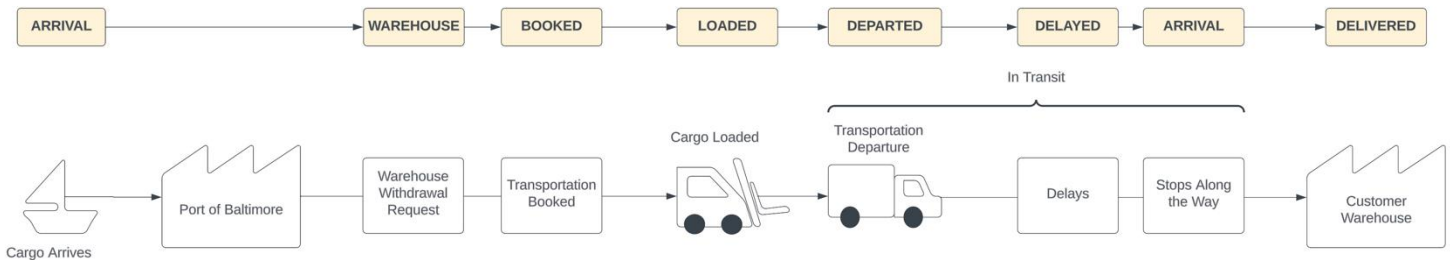 ARRIVAL
WAREHOUSE
BOOKED
LOADED
DEPARTED
DELAYED
ARRIVAL
DELIVERED
In Transit
Cargo Arrives
Port of Baltimore
Warehouse
Withdrawal
Request
Transportation
Booked
Cargo Loaded
Transportation
Departure
Delays
Stops Along
the Way
Customer
Warehouse